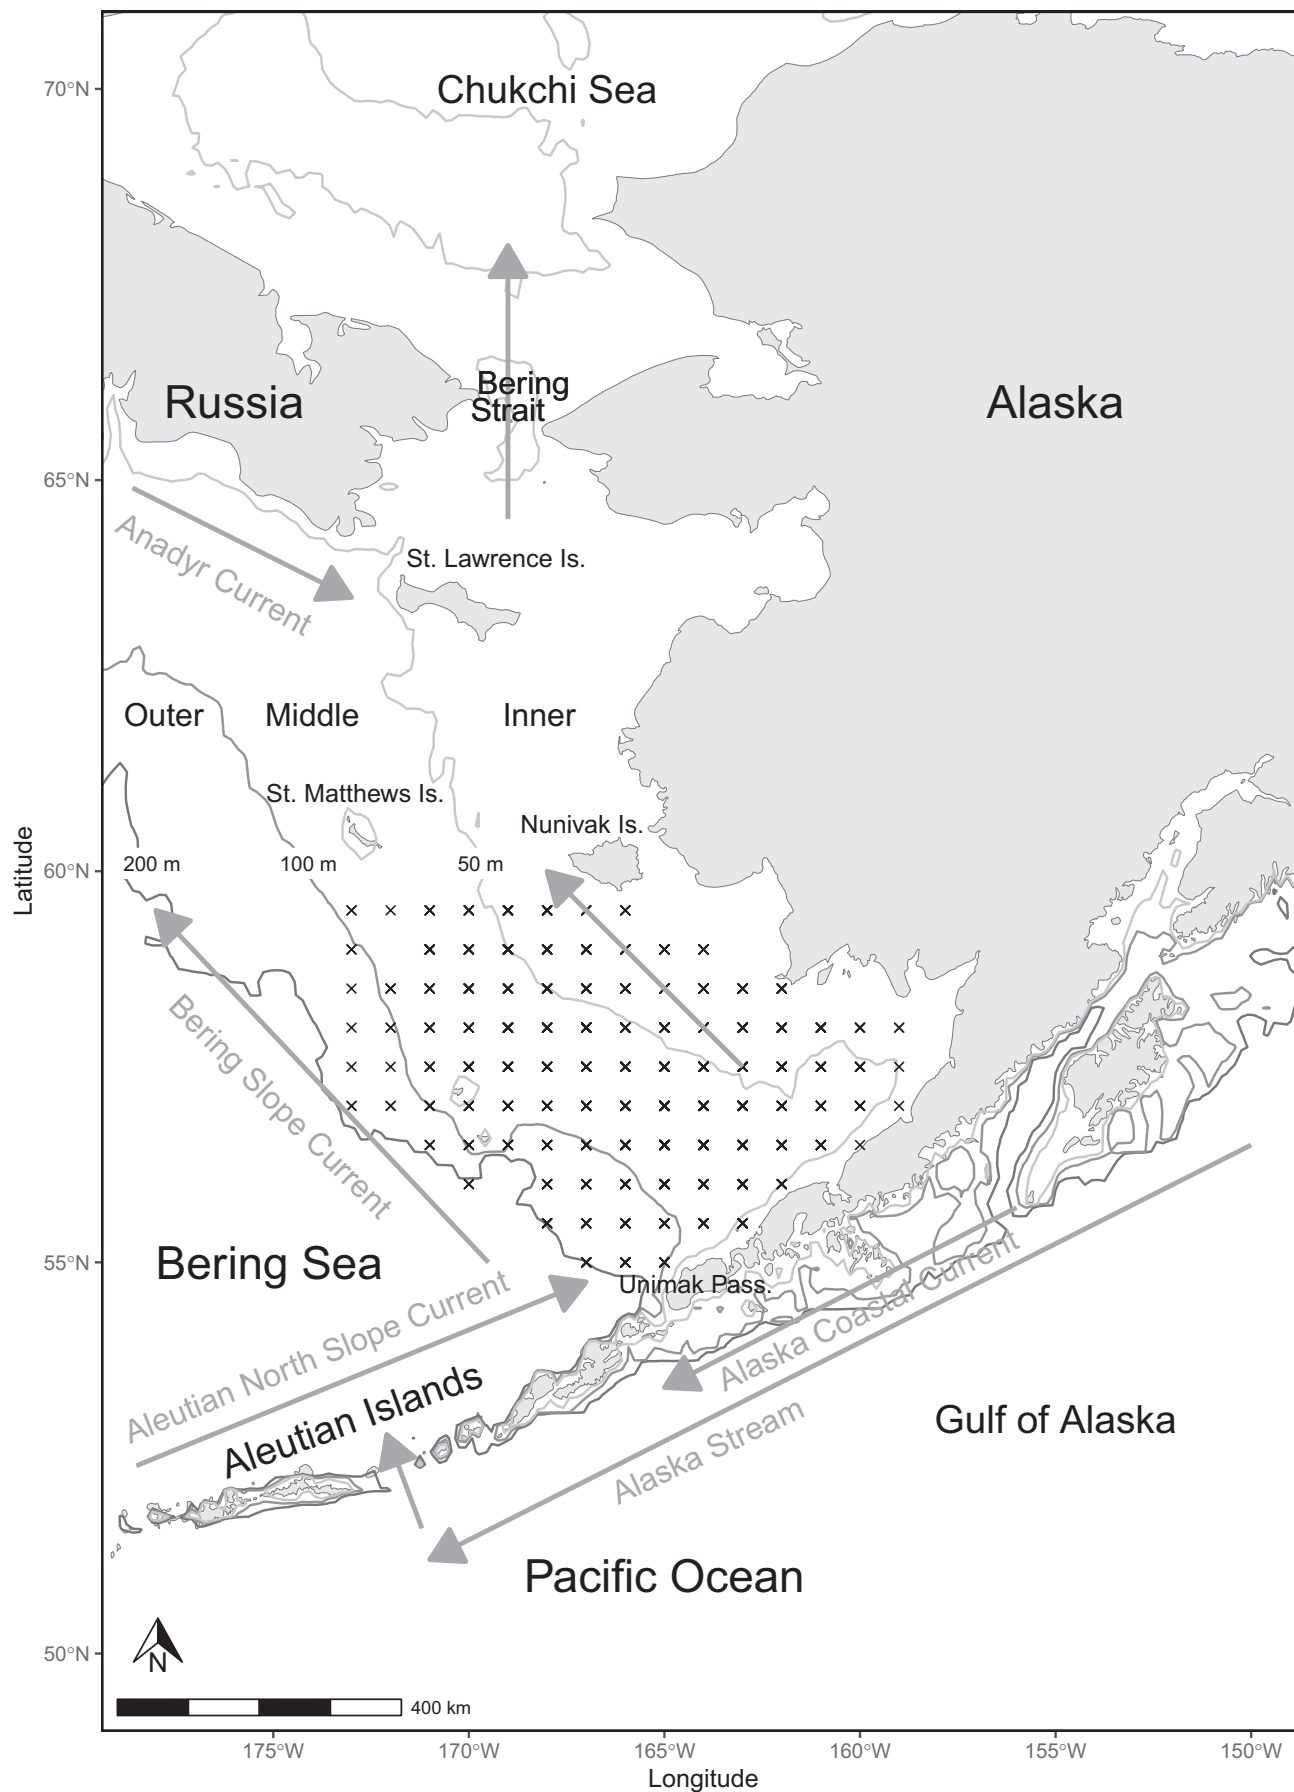 70°N
Chukchi Sea
Russia
Bering
Strait
Alaska
65°N
Anadyr Current
St. Lawrence Is.
Outer
Middle
Inner
St. Matthews Is.
Nunivak Is.
Latitude
60°N
200 m
100 m
50 m
Bering Slope Current
Bering Sea
55°N
Unimak Pass.
Aleutian North Slope Current
Alaska Coastal Current
Aleutian Islands
Alaska Stream
Gulf of Alaska
Pacific Ocean
50°N
N
400 km
175°W
170°W
165°W
160°W
155°W
150°W
Longitude